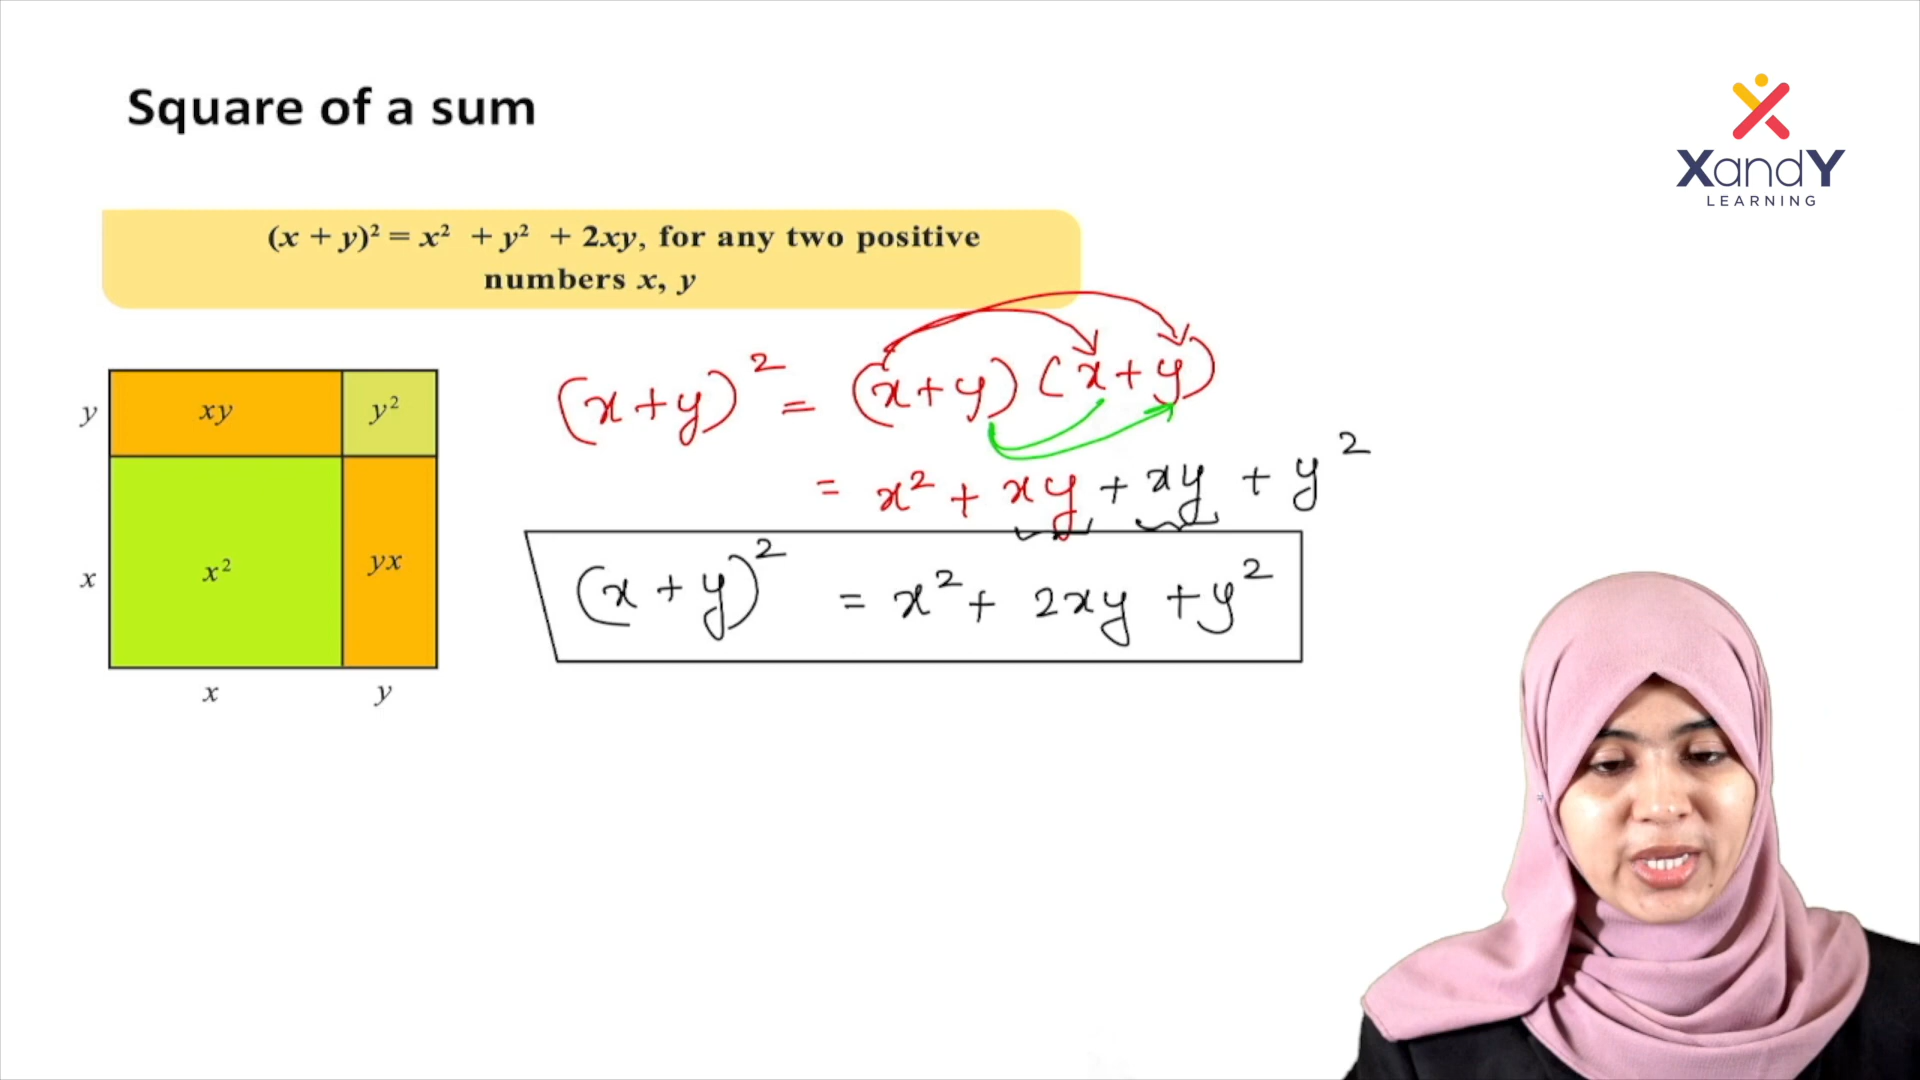 Square of a sum
XandY
LEARNING
(x + y)² = x² + y² + 2xy, for any two positive
numbers x, y
y xy y²
x x² yx
x y
(x+y)² = (x+y) (x+y)
= x² + xy + xy + y²
(x + y)² = x² + 2xy + y²